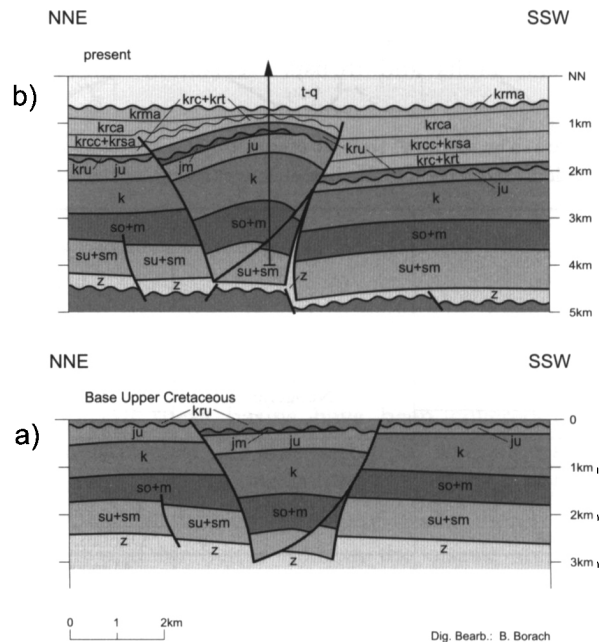 NNE SSW
present
b)
NN
t-q
krma
krc+krt
krma
1km
krca
krca
krcc+krsa
kru
krcc+krsa
kru
ju
jm
ju
krc+krt
2km
ju
k
k
k
3km
so+m
so+m
so+m
su+sm
su+sm
su+sm
su+sm
4km
z
z
z
z
5km
NNE SSW
Base Upper Cretaceous
kru
a)
0
ju
jm
ju
ju
k
k
k
1km
so+m
so+m
so+m
2km
su+sm
su+sm
su+sm
z
z
z
3km
0 1 2km
Dig. Bearb.: B. Borach